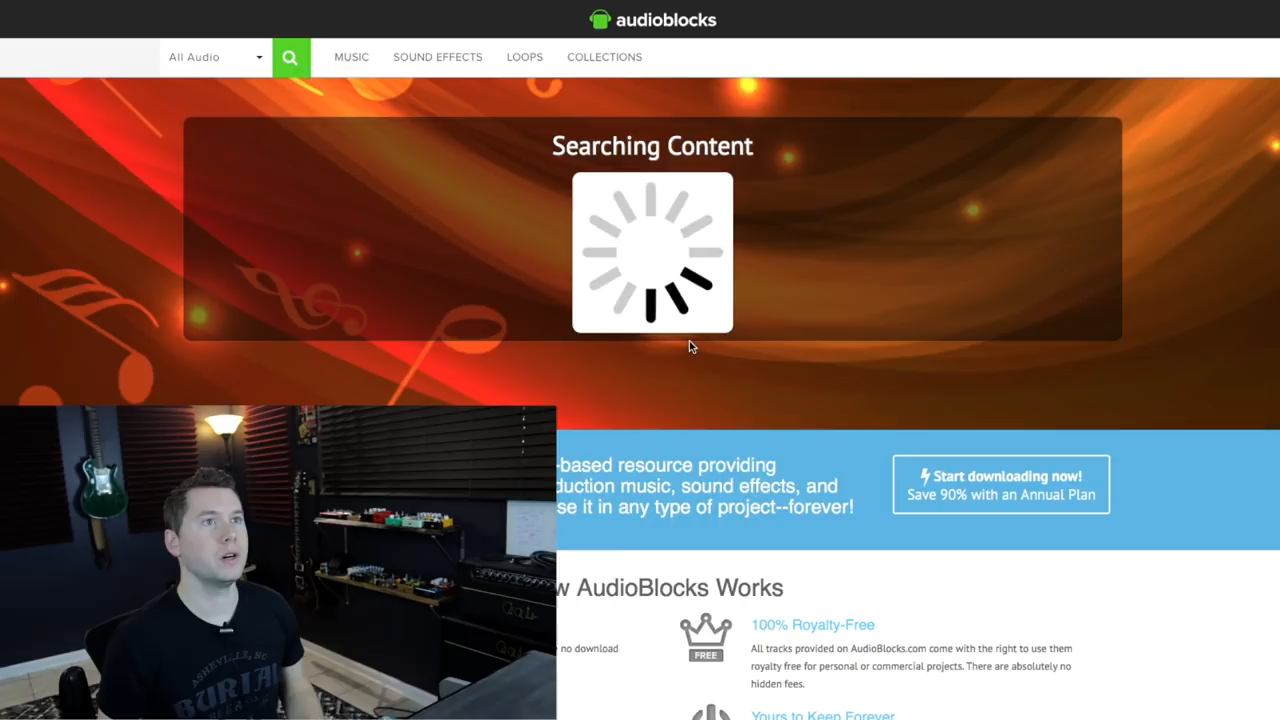 audioblocks
All Audio
MUSIC
SOUND EFFECTS
LOOPS
COLLECTIONS
Searching Content
-based resource providing
duction music, sound effects, and
se it in any type of project--forever!
Start downloading now!
Save 90% with an Annual Plan
w AudioBlocks Works
no download
FREE
100% Royalty-Free
All tracks provided on AudioBlocks.com come with the right to use them
royalty free for personal or commercial projects. There are absolutely no
hidden fees.
Yours to Keep Forever
ASHEVILLE, NC
BURIAL